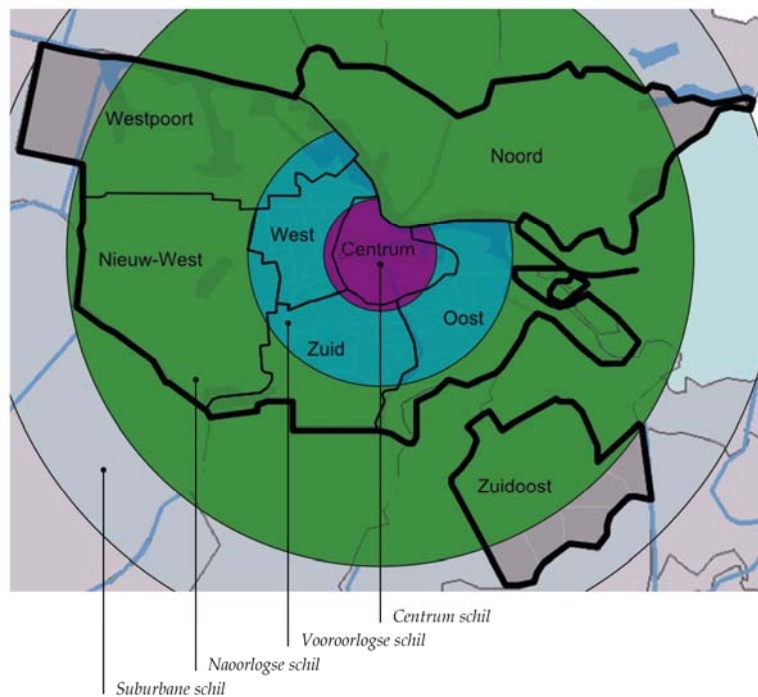 Westpoort
Noord
West
Centrum
Nieuw-West
Oost
Zuid
Zuidoost
Centrum schil
Vooroorlogse schil
Naoorlogse schil
Suburbane schil